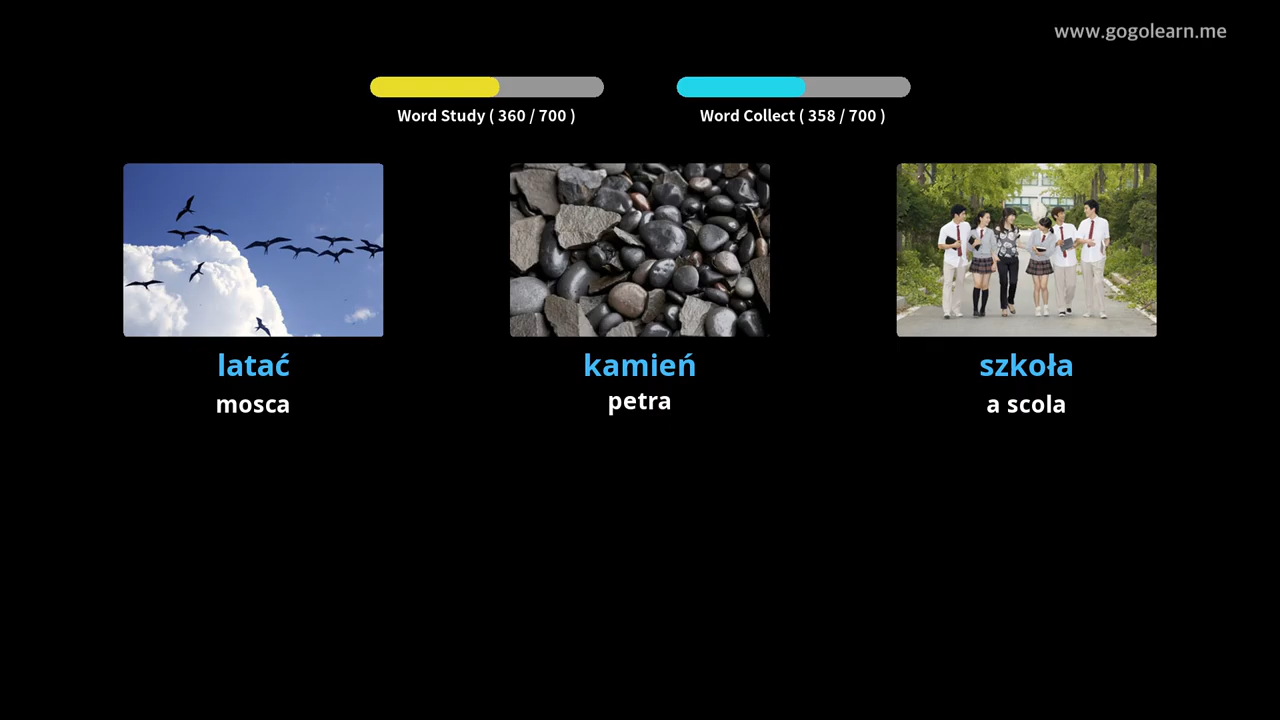 www.gogolearn.me
Word Study ( 360 / 700 )
Word Collect ( 358 / 700 )
latać
mosca
kamień
petra
szkoła
a scola